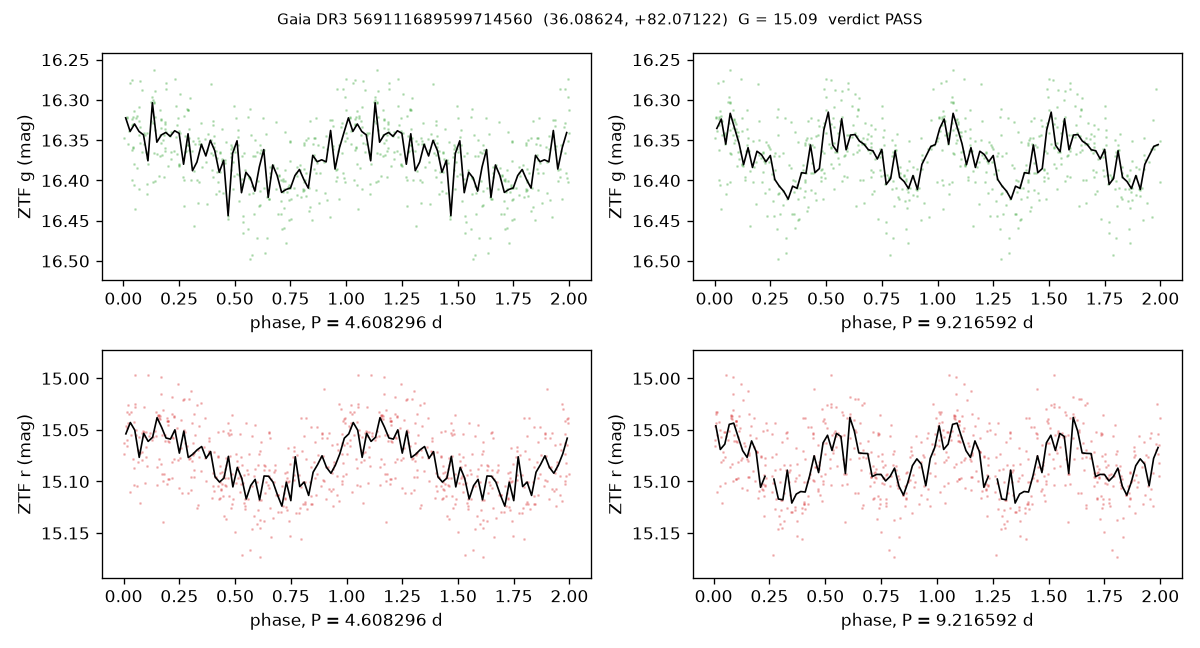 Gaia DR3 569111689599714560  (36.08624, +82.07122)  G = 15.09  verdict PASS
ZTF g (mag)
16.25
16.30
16.35
16.40
16.45
16.50
0.00 0.25 0.50 0.75 1.00 1.25 1.50 1.75 2.00
phase, P = 4.608296 d
ZTF g (mag)
16.25
16.30
16.35
16.40
16.45
16.50
0.00 0.25 0.50 0.75 1.00 1.25 1.50 1.75 2.00
phase, P = 9.216592 d
ZTF r (mag)
15.00
15.05
15.10
15.15
0.00 0.25 0.50 0.75 1.00 1.25 1.50 1.75 2.00
phase, P = 4.608296 d
ZTF r (mag)
15.00
15.05
15.10
15.15
0.00 0.25 0.50 0.75 1.00 1.25 1.50 1.75 2.00
phase, P = 9.216592 d